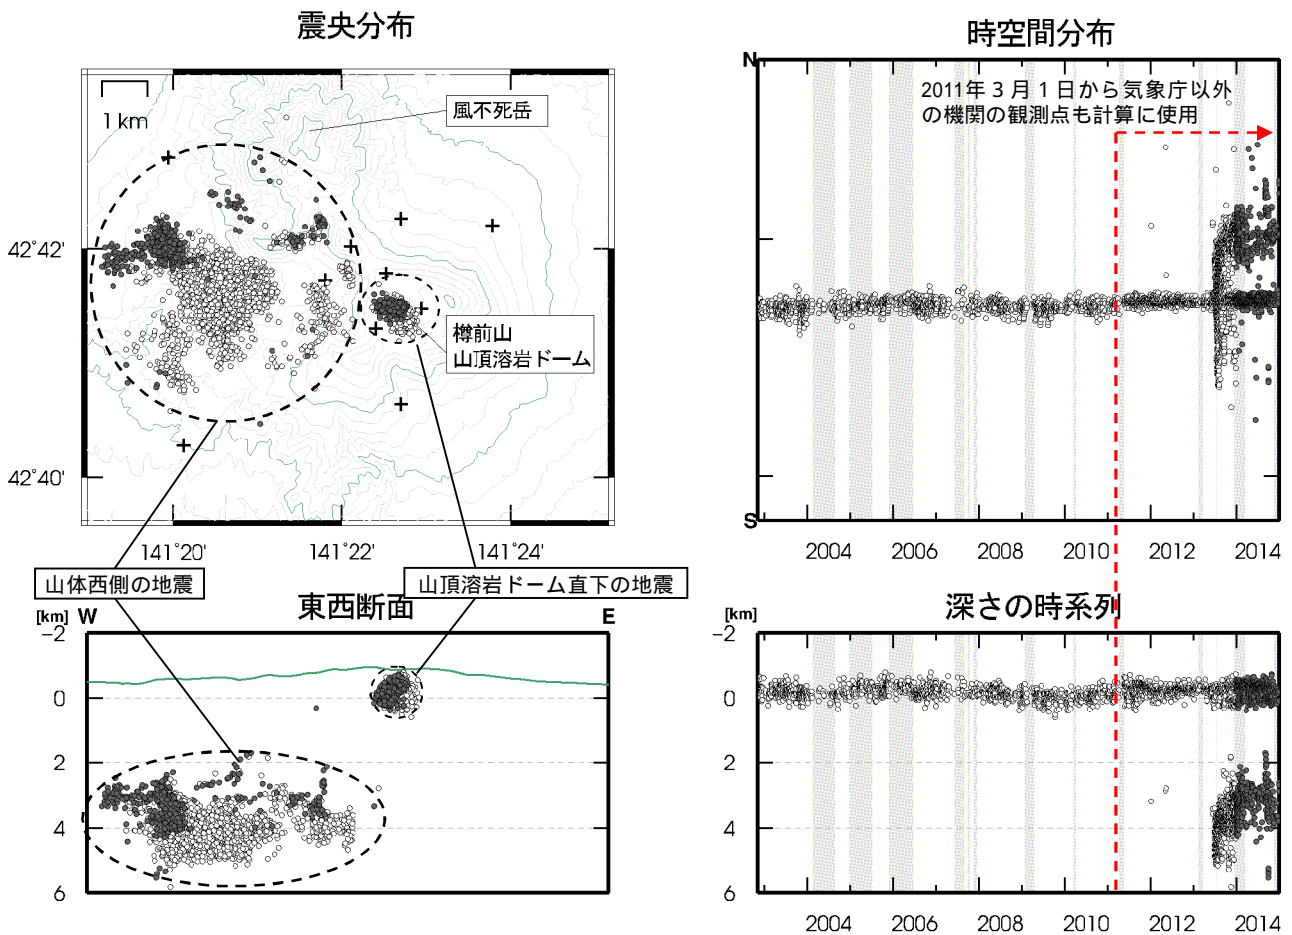 震央分布
1 km
風不死岳
42°42'
樽前山
山頂溶岩ドーム
42°40'
141°20'
141°22'
141°24'
山体西側の地震
山頂溶岩ドーム直下の地震
東西断面
[km]
W
E
−2
0
2
4
6
時空間分布
N
2011年３月１日から気象庁以外
の機関の観測点も計算に使用
S
2004
2006
2008
2010
2012
2014
深さの時系列
[km]
−2
0
2
4
6
2004
2006
2008
2010
2012
2014